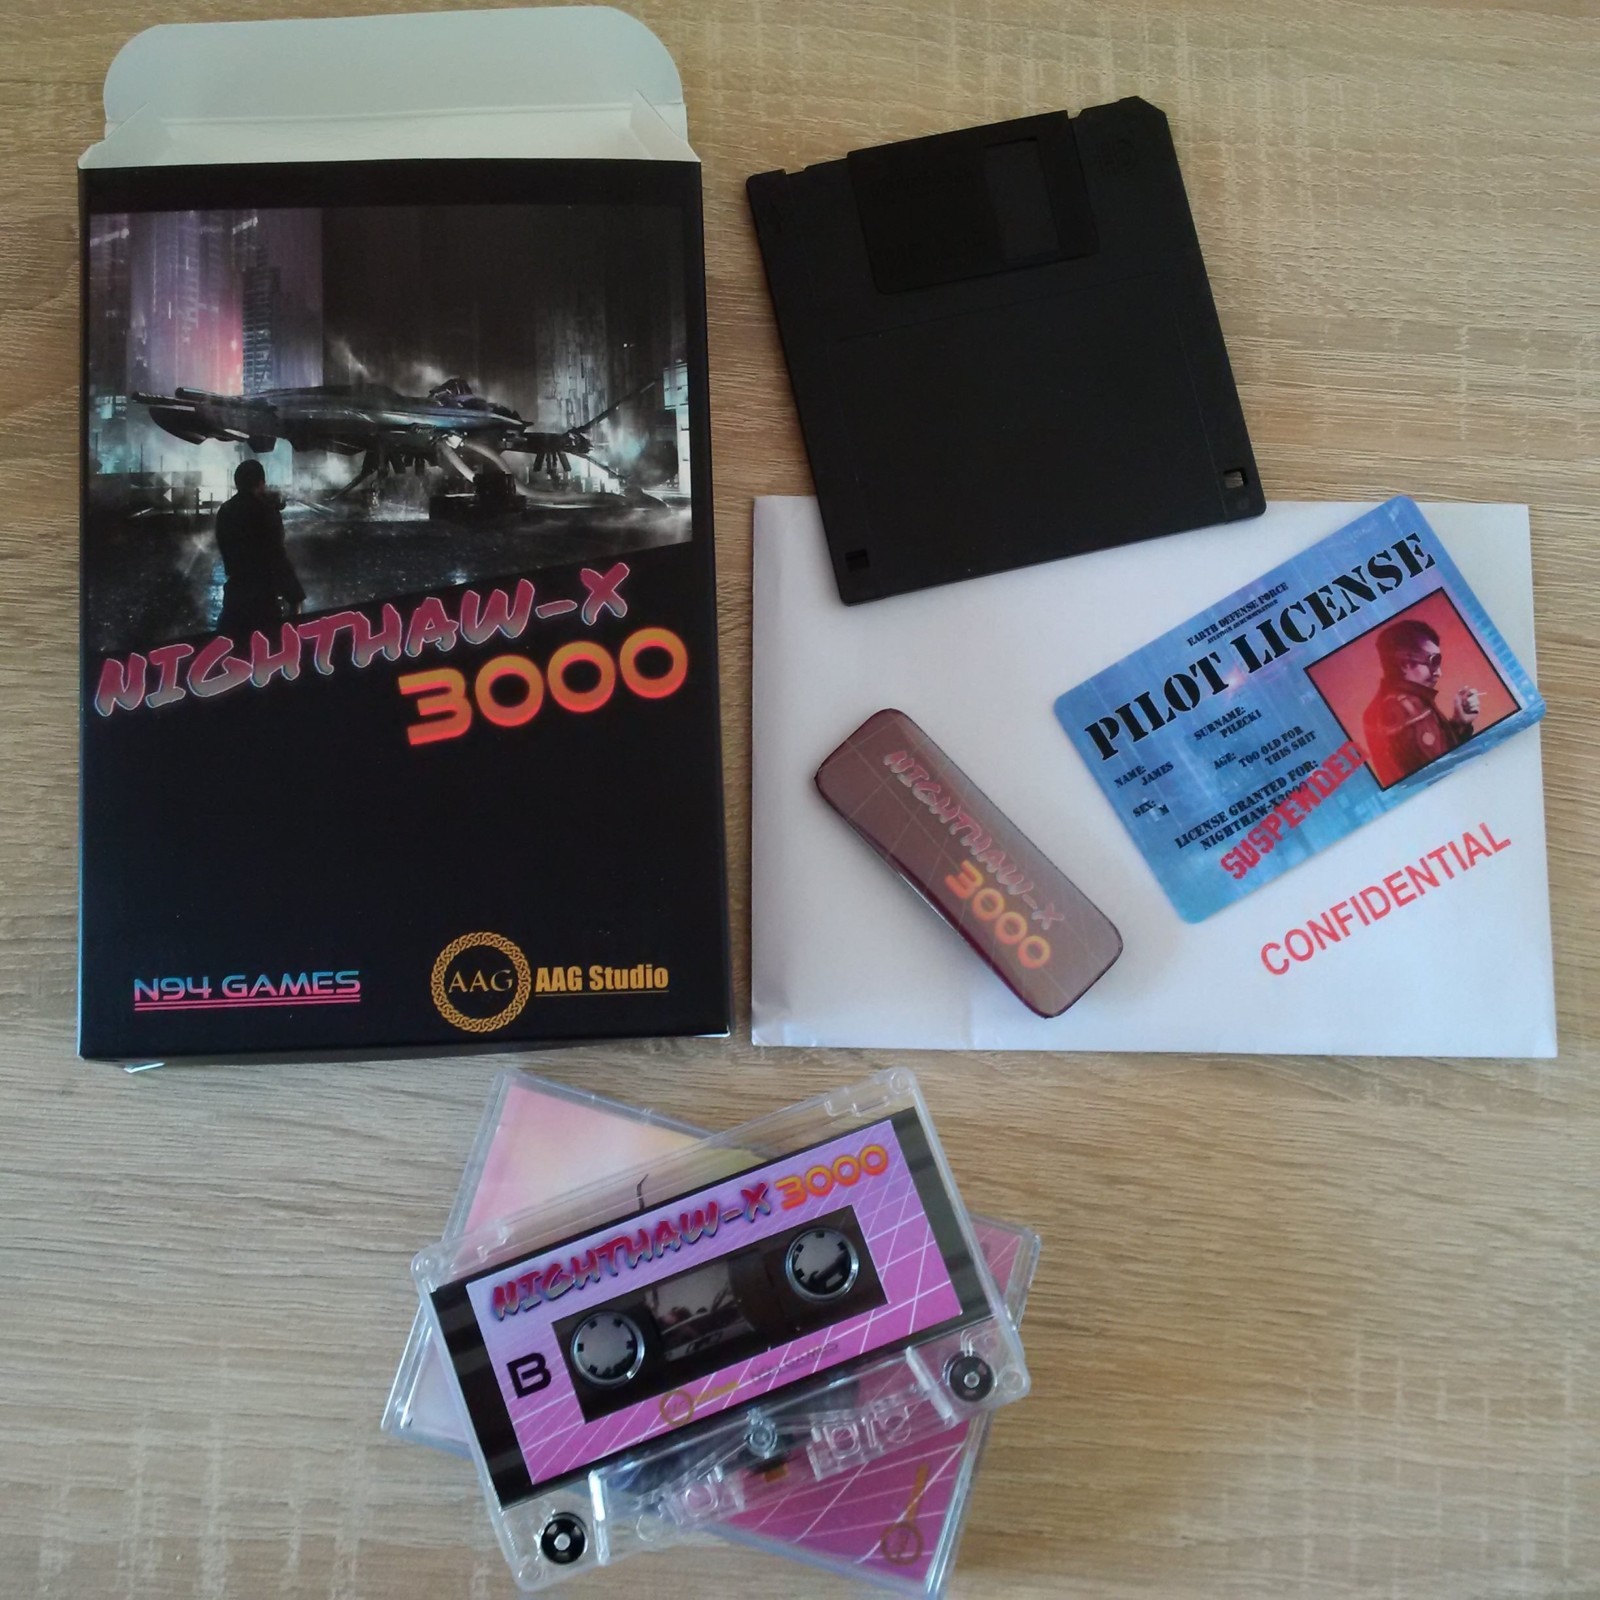 NIGHTHAW-X
3000
N94 GAMES
AAG
AAG Studio
EARTH DEFENSE FORCE
PILOT LICENSE
NAME:
JAMES
SURNAME:
PILECKI
SEX: M
AGE: TOO OLD FOR
THIS SHIT
LICENSE GRANTED FOR:
NIGHTHAW-X3000
SUSPENDED
CONFIDENTIAL
NIGHTHAW-X
3000
NIGHTHAW-X 3000
B